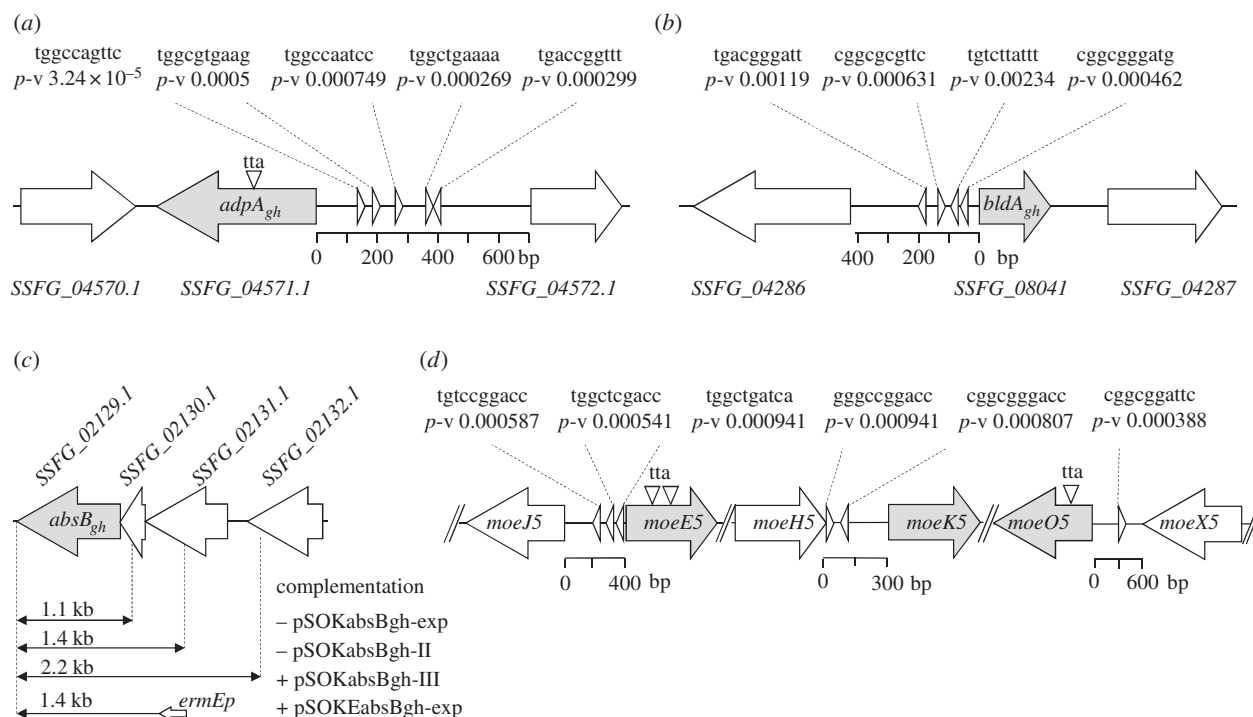 (a)
tggccagttc tggcgtgaag tggccaatcc tggctgaaaa tgaccggttt
p-v 3.24 × 10⁻⁵ p-v 0.0005 p-v 0.000749 p-v 0.000269 p-v 0.000299
tta
adpA_gh
0 200 400 600 bp
SSFG_04570.1 SSFG_04571.1 SSFG_04572.1
(b)
tgacgggatt cggcgcgttc tgtcttattt cggcgggatg
p-v 0.00119 p-v 0.000631 p-v 0.00234 p-v 0.000462
bldA_gh
400 200 0 bp
SSFG_04286 SSFG_08041 SSFG_04287
(c)
SSFG_02129.1 SSFG_02130.1 SSFG_02131.1 SSFG_02132.1
absB_gh
complementation
1.1 kb
– pSOKabsBgh-exp
1.4 kb
– pSOKabsBgh-II
2.2 kb
+ pSOKabsBgh-III
1.4 kb ermEp
+ pSOKEabsBgh-exp
(d)
tgtccggacc tggctcgacc tggctgatca gggccggacc cggcgggacc cggcggattc
p-v 0.000587 p-v 0.000541 p-v 0.000941 p-v 0.000941 p-v 0.000807 p-v 0.000388
tta tta
moeJ5 moeE5 moeH5 moeK5 moeO5 moeX5
0 400 bp 0 300 bp 0 600 bp